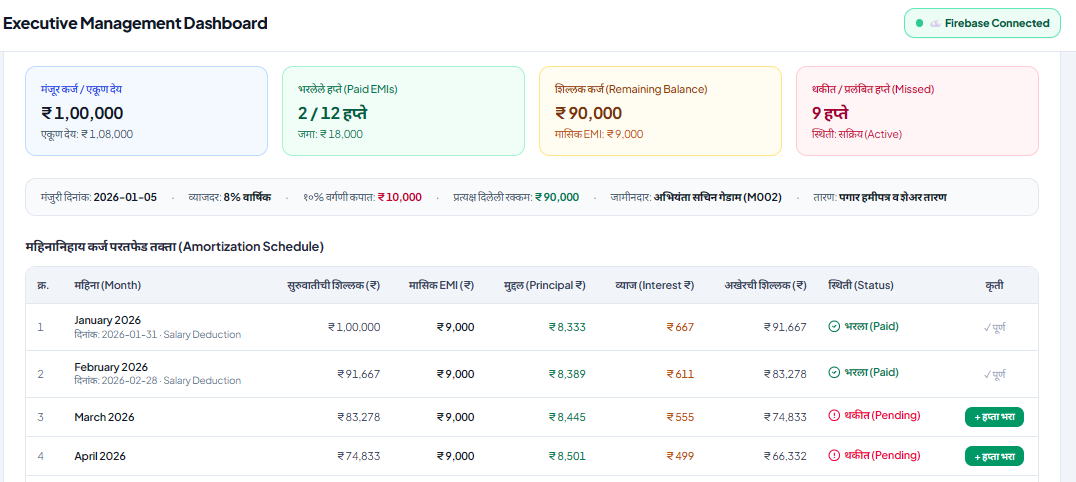 Executive Management Dashboard
Firebase Connected
मंजूर कर्ज / एकूण देय
₹ 1,00,000
एकूण देय: ₹ 1,08,000
भरलेले हप्ते (Paid EMIs)
2 / 12 हप्ते
जमा: ₹ 18,000
शिल्लक कर्ज (Remaining Balance)
₹ 90,000
मासिक EMI: ₹ 9,000
थकीत / प्रलंबित हप्ते (Missed)
9 हप्ते
स्थिती: सक्रिय (Active)
मंजुरी दिनांक: 2026-01-05 · व्याजदर: 8% वार्षिक · १०% वर्गणी कपात: ₹ 10,000 · प्रत्यक्ष दिलेली रक्कम: ₹ 90,000 · जामीनदार: अभियंता सचिन गेडाम (M002) · तारण: पगार हमीपत्र व शेअर तारण
महिनानिहाय कर्ज परतफेड तक्ता (Amortization Schedule)
क्र. महिना (Month) सुरुवातीची शिल्लक (₹) मासिक EMI (₹) मुद्दल (Principal ₹) व्याज (Interest ₹) अखेरची शिल्लक (₹) स्थिती (Status) कृती
1 January 2026 ₹ 1,00,000 ₹ 9,000 ₹ 8,333 ₹ 667 ₹ 91,667 भरला (Paid) ✓ पूर्ण
दिनांक: 2026-01-31 · Salary Deduction
2 February 2026 ₹ 91,667 ₹ 9,000 ₹ 8,389 ₹ 611 ₹ 83,278 भरला (Paid) ✓ पूर्ण
दिनांक: 2026-02-28 · Salary Deduction
3 March 2026 ₹ 83,278 ₹ 9,000 ₹ 8,445 ₹ 555 ₹ 74,833 थकीत (Pending) + हप्ता भरा
4 April 2026 ₹ 74,833 ₹ 9,000 ₹ 8,501 ₹ 499 ₹ 66,332 थकीत (Pending) + हप्ता भरा